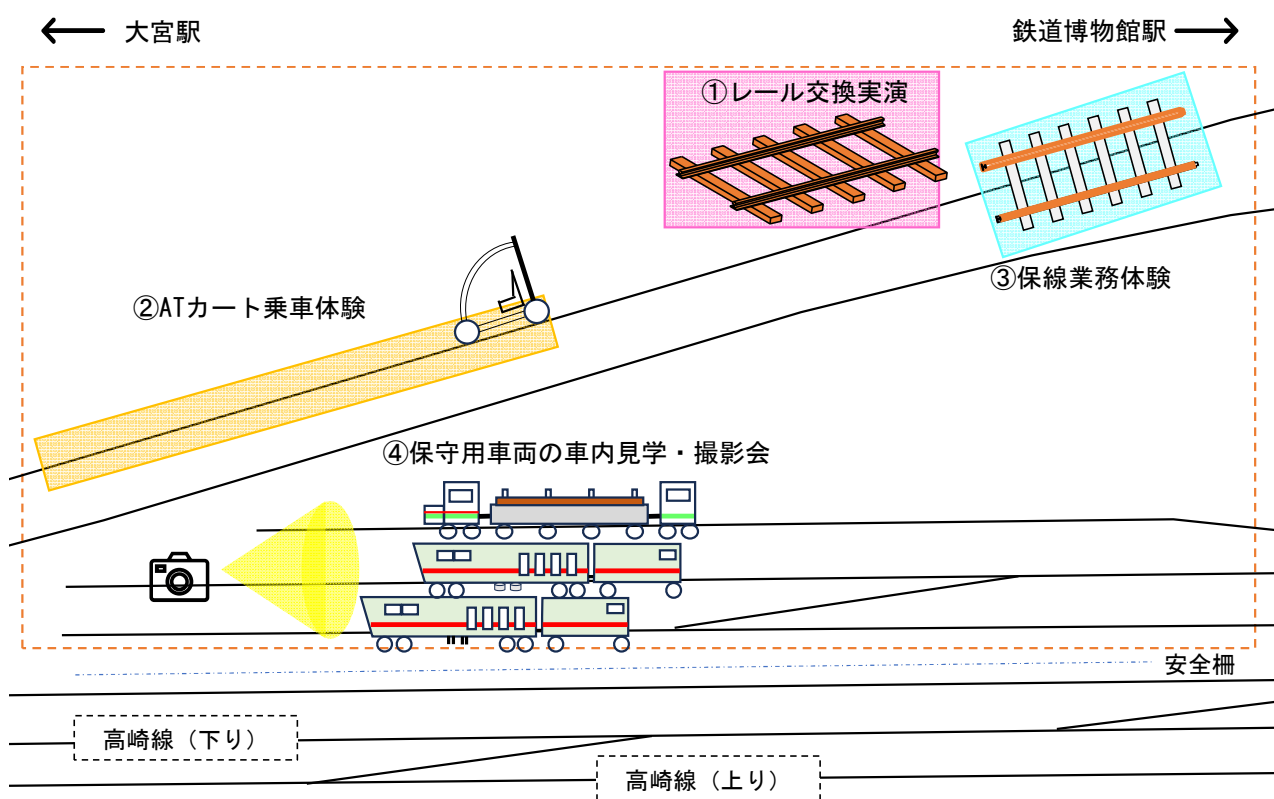 大宮駅
鉄道博物館駅
①レール交換実演
③保線業務体験
②ATカート乗車体験
④保守用車両の車内見学・撮影会
安全柵
高崎線（下り）
高崎線（上り）